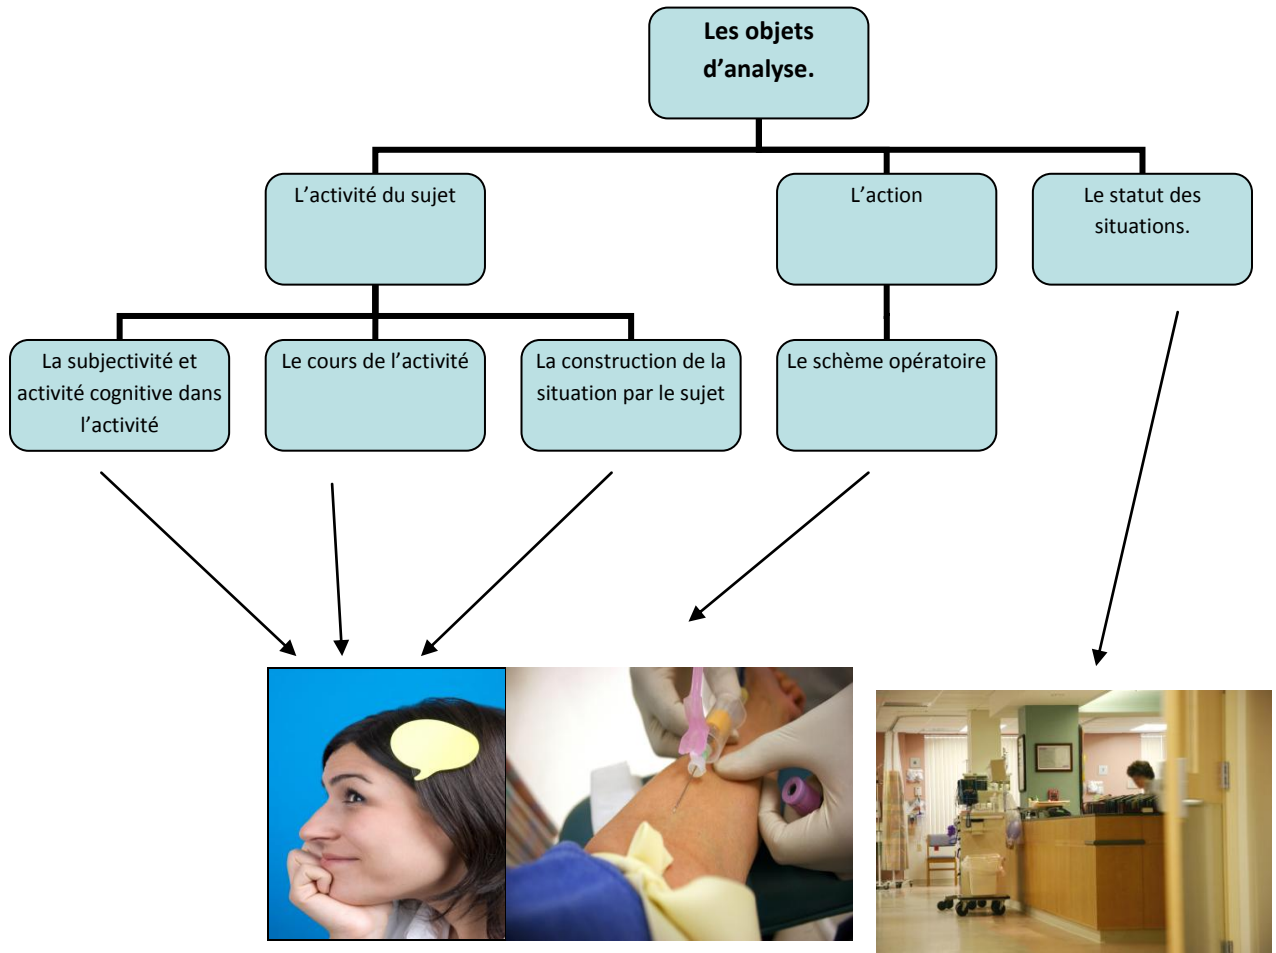 Les objets
d’analyse.
L’activité du sujet
L’action
Le statut des
situations.
La subjectivité et
activité cognitive dans
l’activité
Le cours de l’activité
La construction de la
situation par le sujet
Le schème opératoire